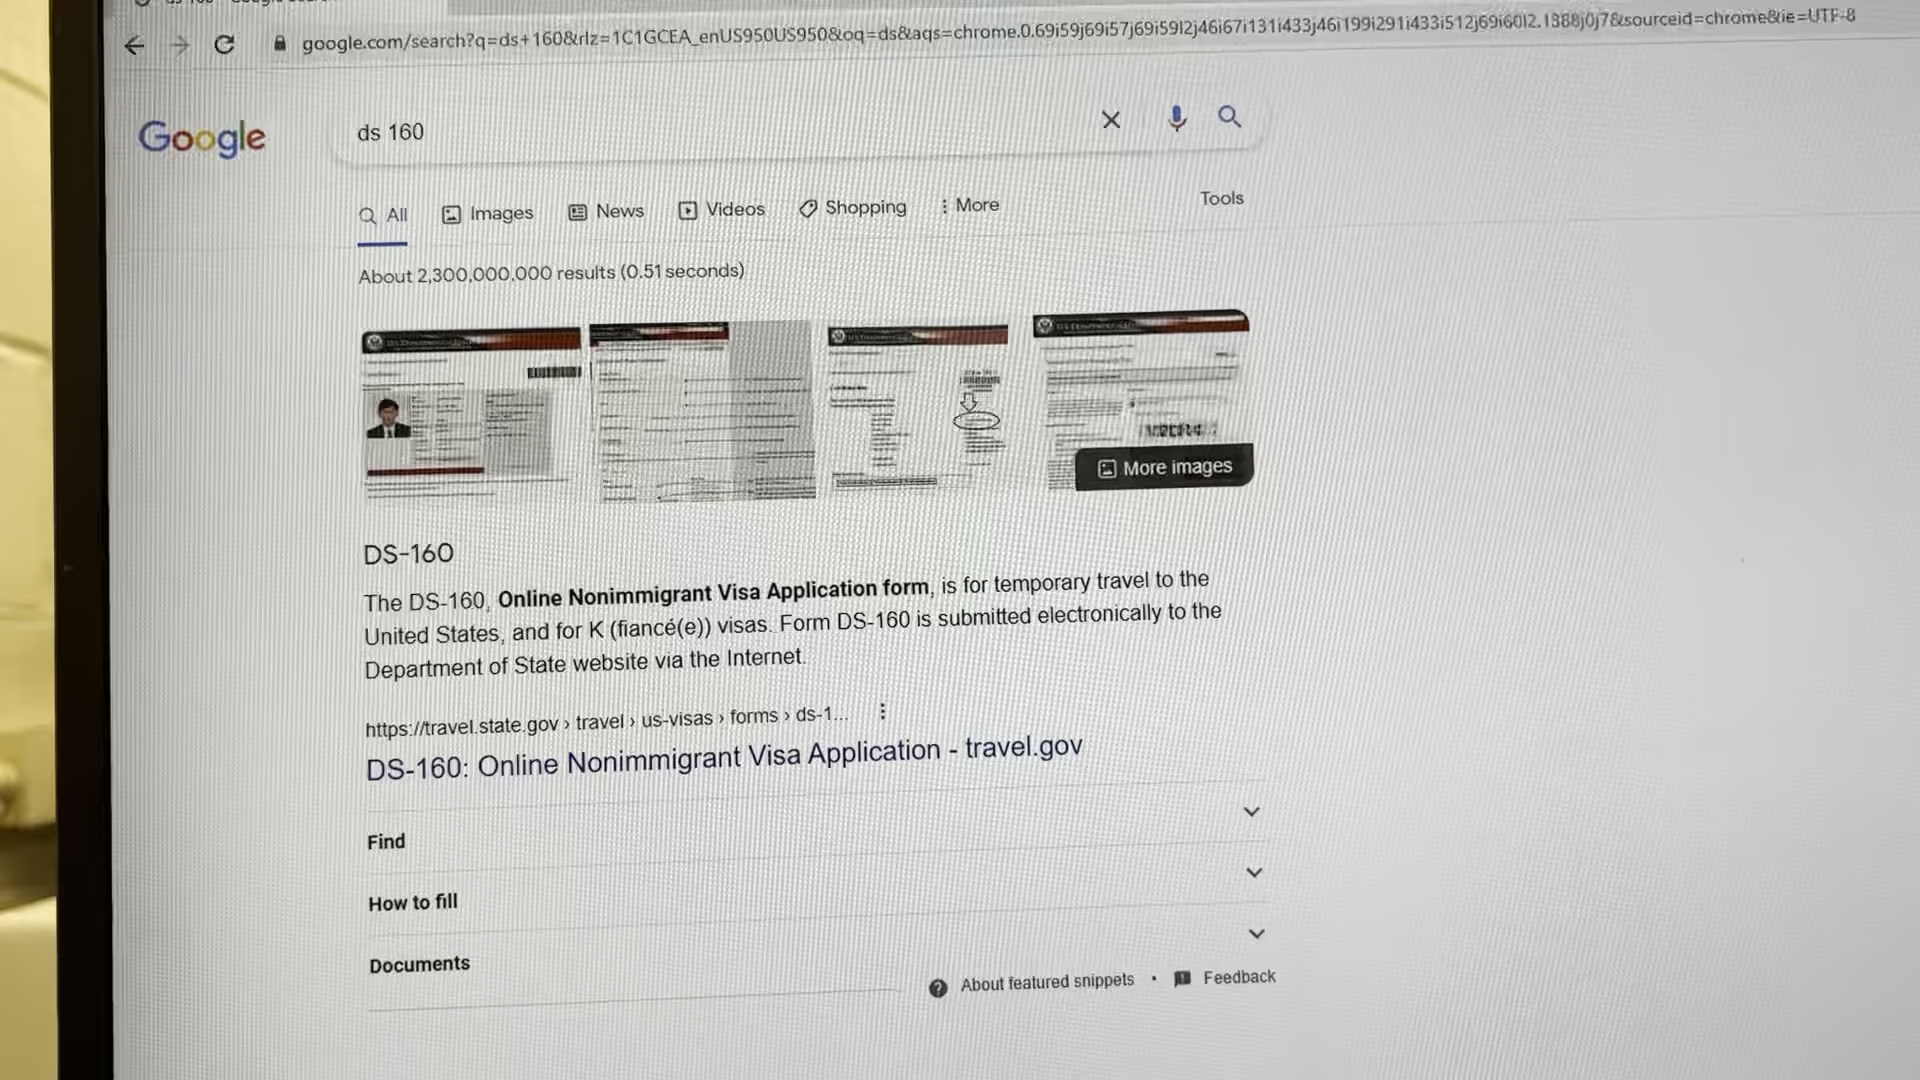 google.com/search?q=ds+160&rlz=1C1GCEA_enUS950US950&oq=ds&aqs=chrome.0.69i59j69i57j69i59l2j46i67i131i433j46i199i291i433i512j69i60l2.1388j0j7&sourceid=chrome&ie=UTF-8
Google
ds 160
All Images News Videos Shopping More Tools
About 2,300,000,000 results (0.51 seconds)
More images
DS-160
The DS-160, Online Nonimmigrant Visa Application form, is for temporary travel to the
United States, and for K (fiancé(e)) visas. Form DS-160 is submitted electronically to the
Department of State website via the Internet.
https://travel.state.gov › travel › us-visas › forms › ds-1...
DS-160: Online Nonimmigrant Visa Application - travel.gov
Find
How to fill
Documents
About featured snippets • Feedback